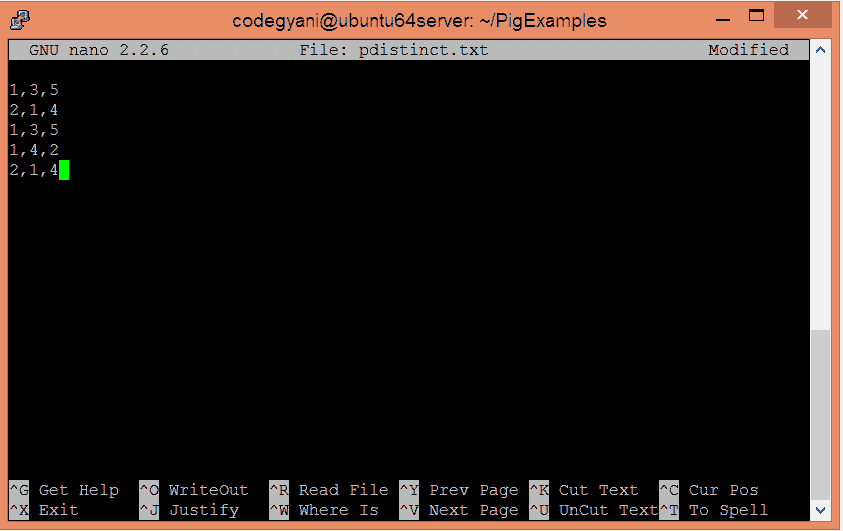 codegyani@ubuntu64server: ~/PigExamples
GNU nano 2.2.6 File: pdistinct.txt Modified
1,3,5
2,1,4
1,3,5
1,4,2
2,1,4
^G Get Help ^O WriteOut ^R Read File ^Y Prev Page ^K Cut Text ^C Cur Pos
^X Exit ^J Justify ^W Where Is ^V Next Page ^U UnCut Text ^T To Spell